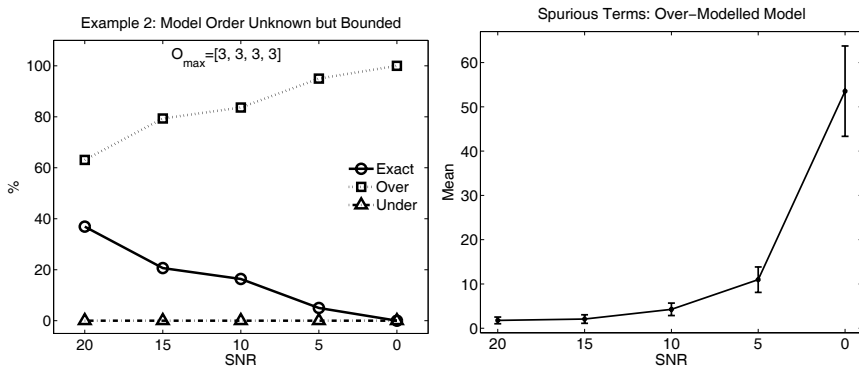 Example 2: Model Order Unknown but Bounded
O_max=[3, 3, 3, 3]
100
80
60
40
20
0
%
Exact
Over
Under
20 15 10 5 0
SNR
Spurious Terms: Over-Modelled Model
60
50
40
30
20
10
0
Mean
20 15 10 5 0
SNR